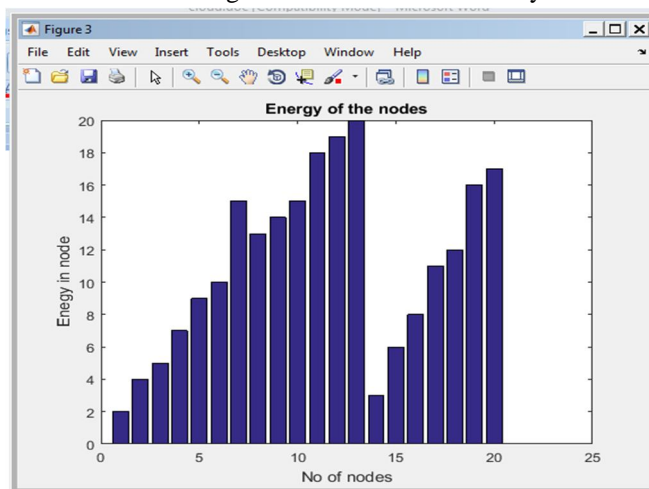 Figure 3
File Edit View Insert Tools Desktop Window Help
Energy of the nodes
20
18
16
14
12
10
8
6
4
2
0
Enegy in node
0 5 10 15 20 25
No of nodes